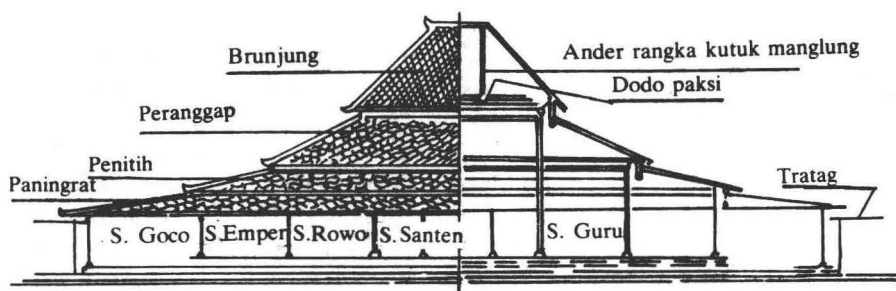 Brunjung
Ander rangka kutuk manglung
Dodo paksi
Peranggap
Penitih
Paningrat
Tratag
S. Goco S.Emper S.Rowo S.Santen S. Guru